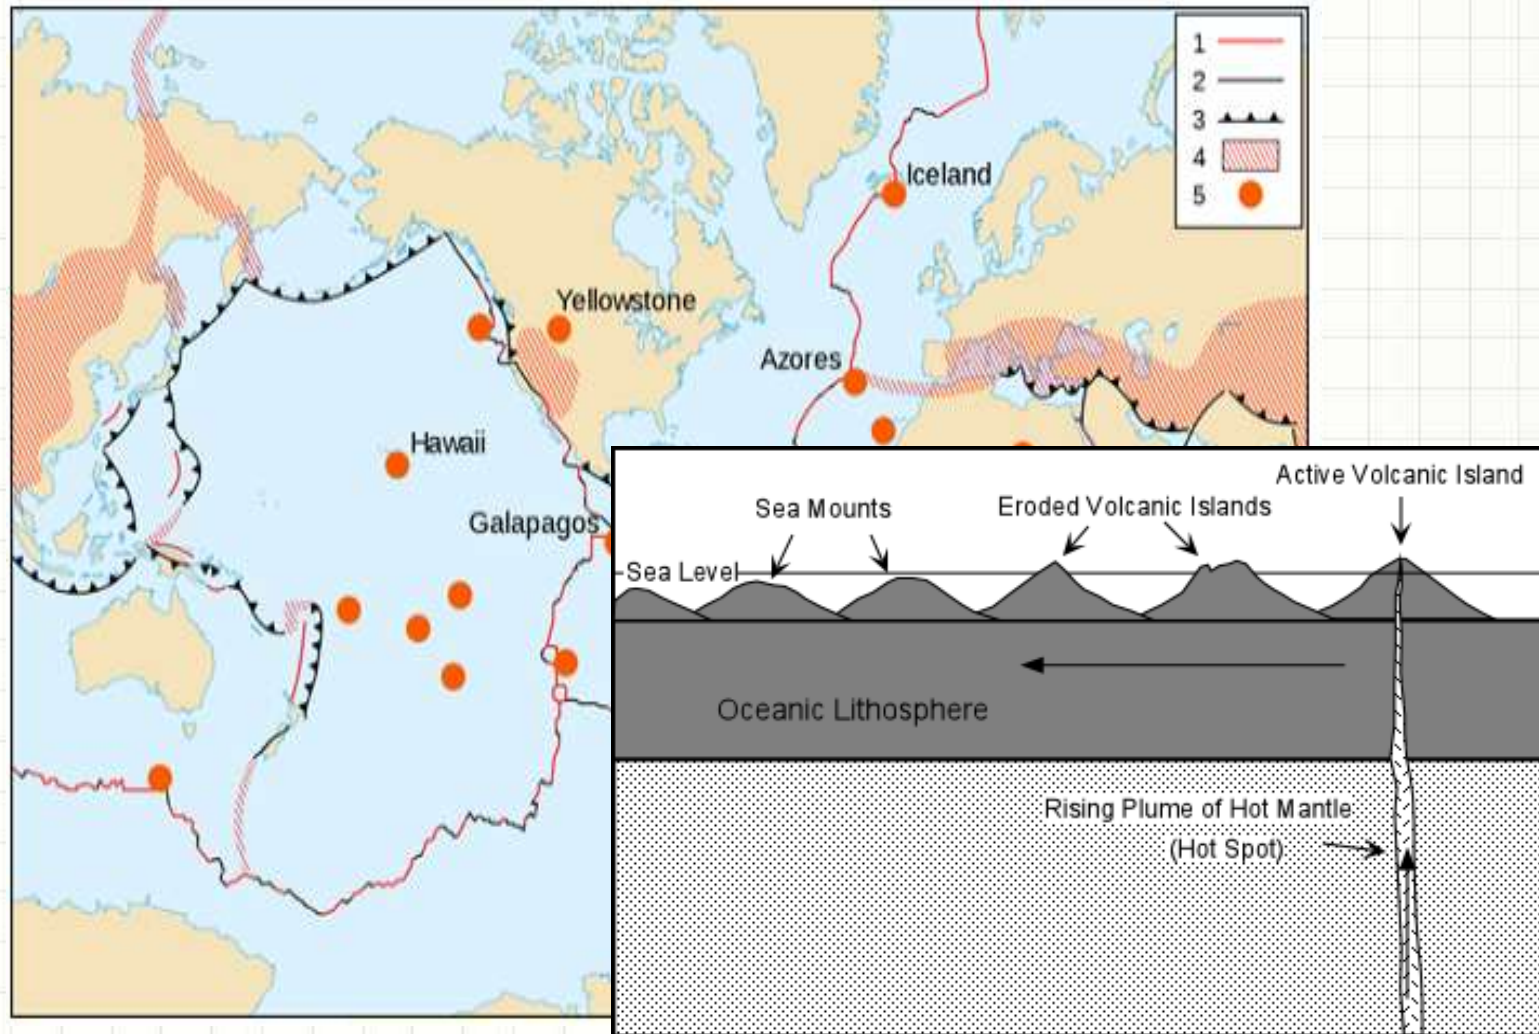 1
2
3
4
5
Iceland
Yellowstone
Azores
Hawaii
Galapagos
Active Volcanic Island
Sea Mounts
Eroded Volcanic Islands
Sea Level
Oceanic Lithosphere
Rising Plume of Hot Mantle
(Hot Spot)